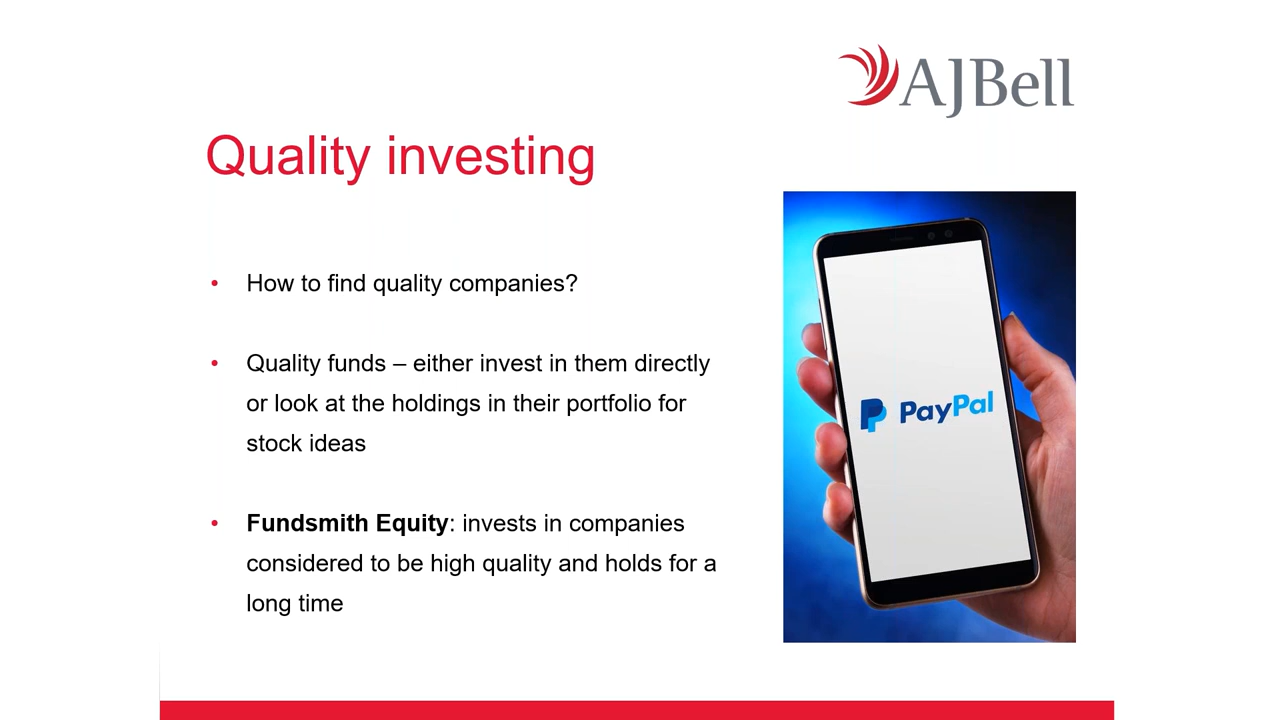 AJBell
Quality investing
• How to find quality companies?
• Quality funds – either invest in them directly
or look at the holdings in their portfolio for
stock ideas
PayPal
• Fundsmith Equity: invests in companies
considered to be high quality and holds for a
long time